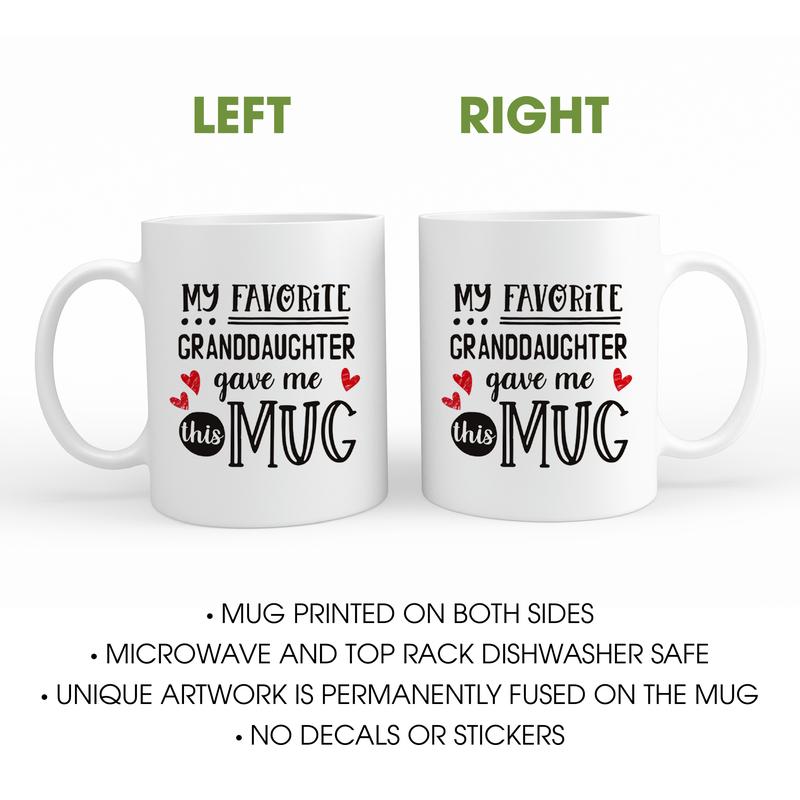 LEFT
RIGHT
MY FAVORiTE
GRANDDAUGHTER
gave me
this MUG
MY FAVORiTE
GRANDDAUGHTER
gave me
this MUG
• MUG PRINTED ON BOTH SIDES
• MICROWAVE AND TOP RACK DISHWASHER SAFE
• UNIQUE ARTWORK IS PERMANENTLY FUSED ON THE MUG
• NO DECALS OR STICKERS